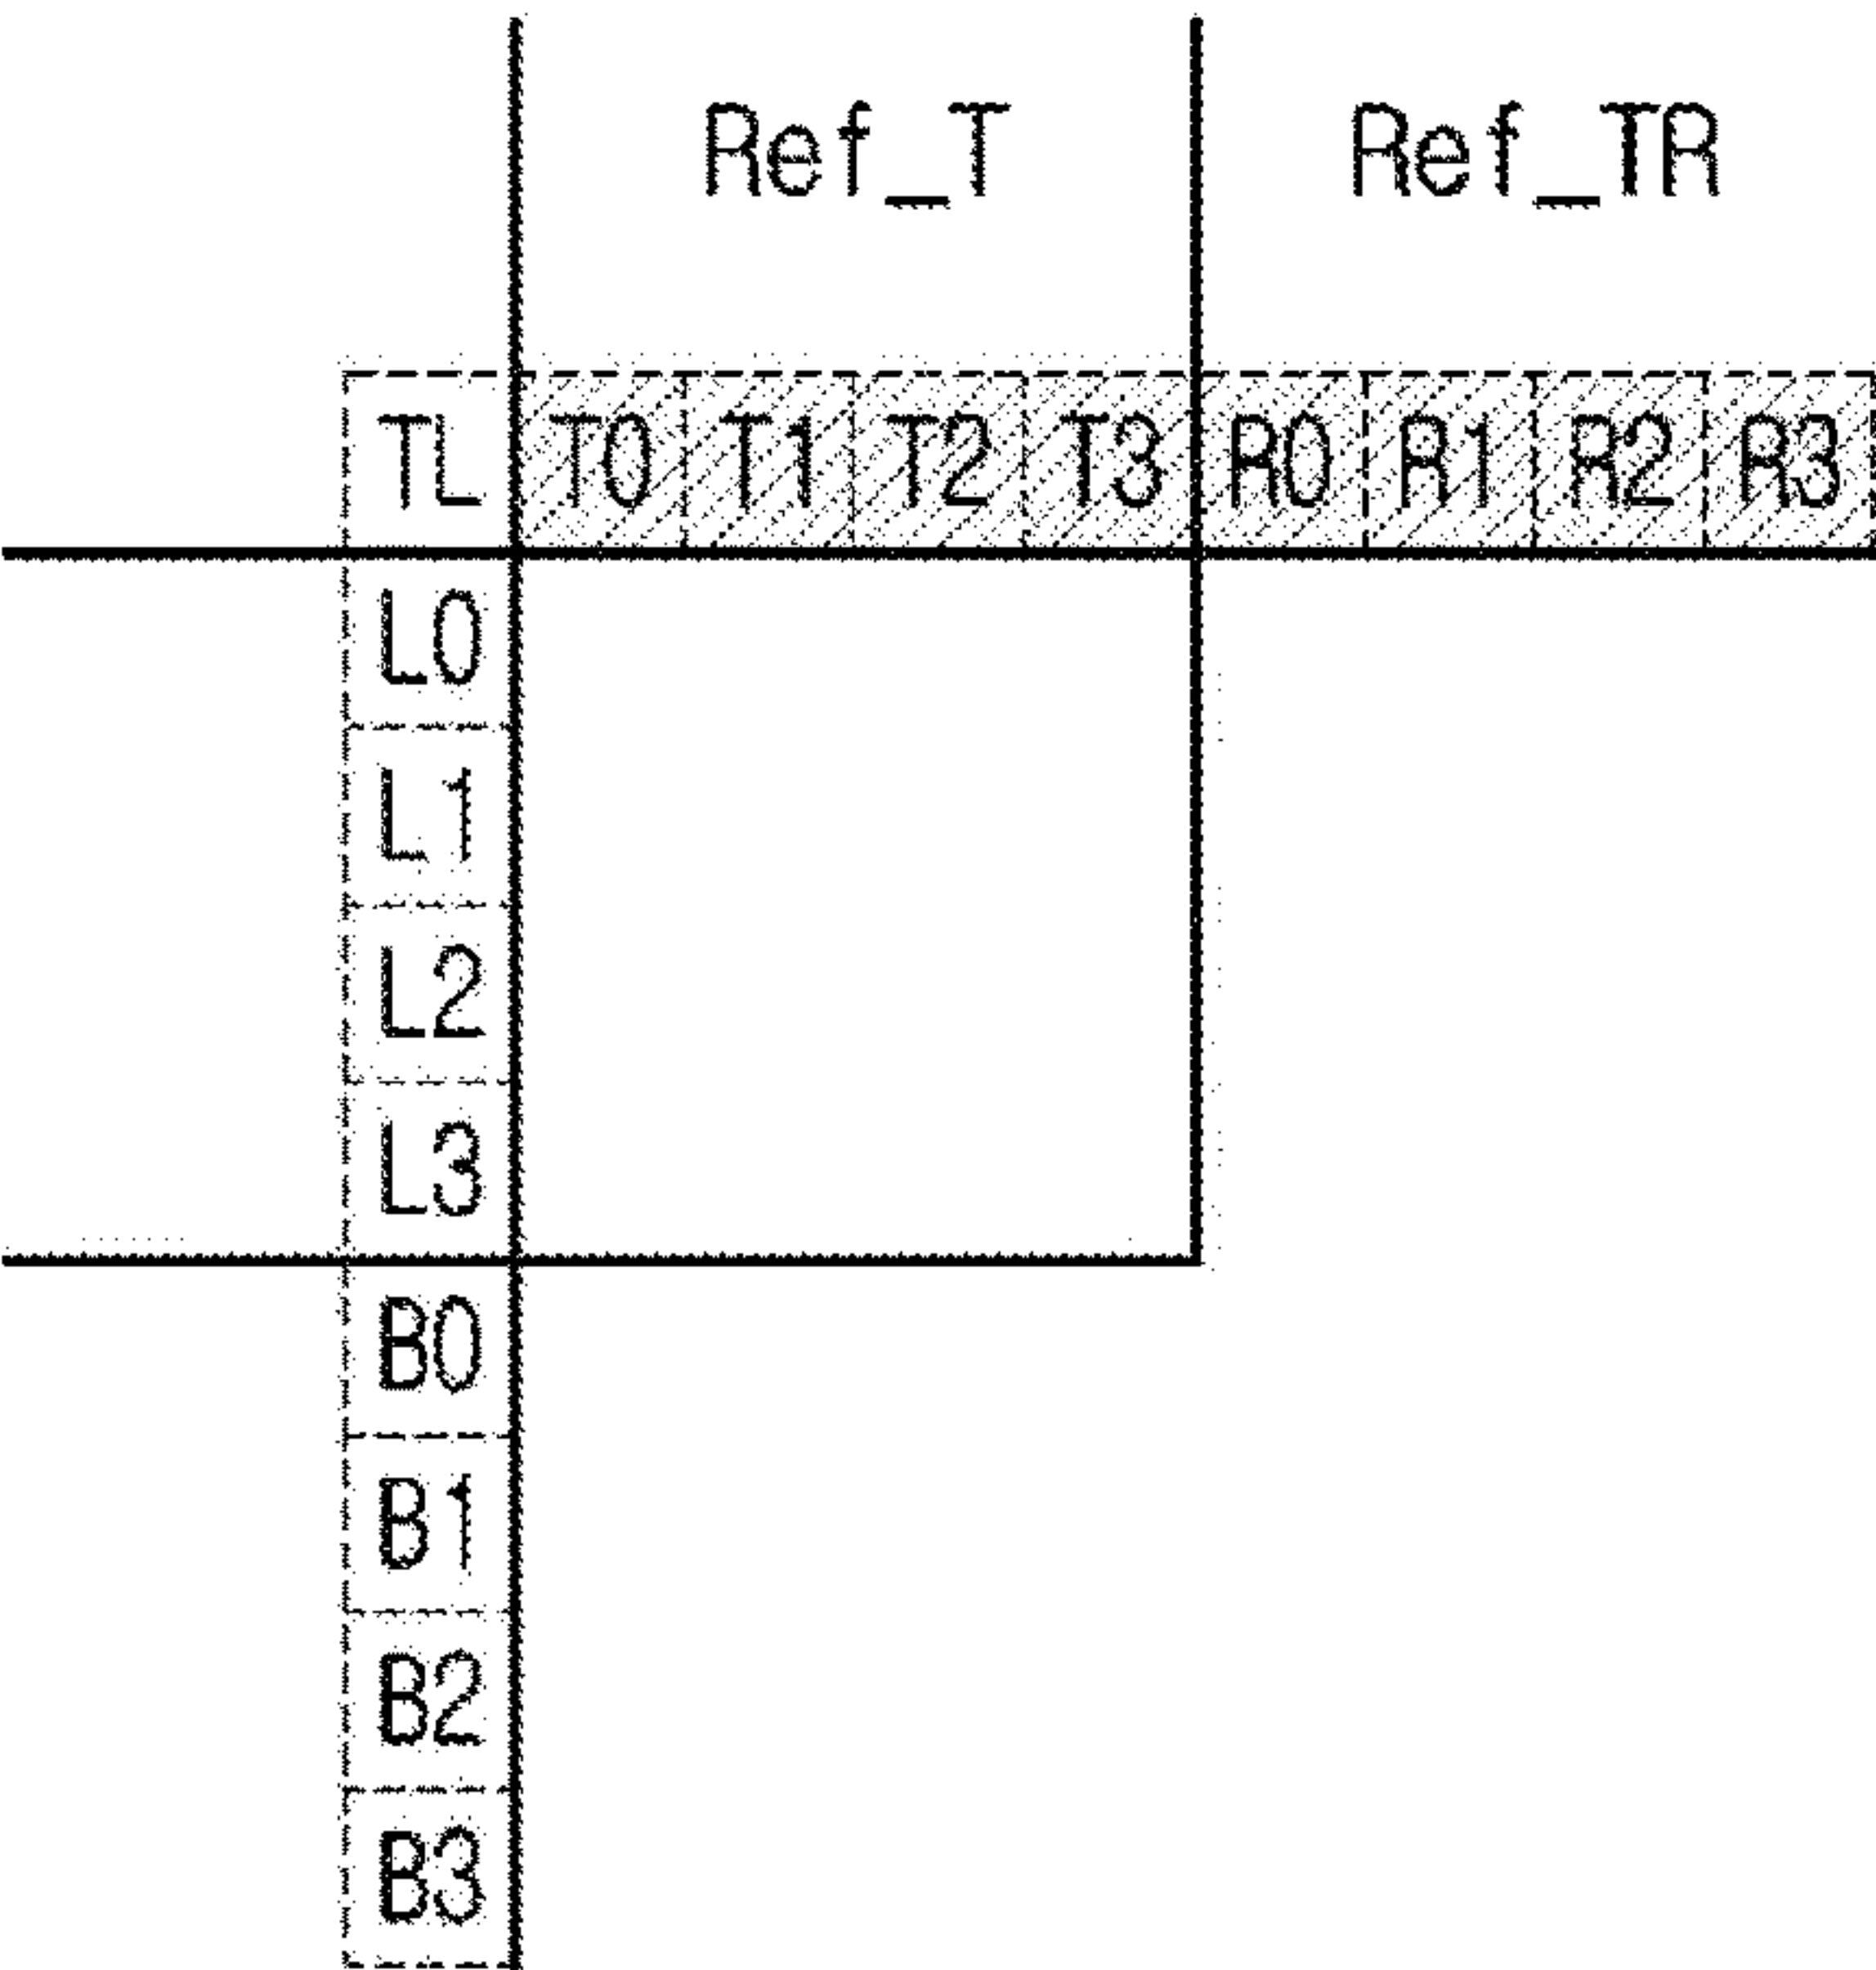 Ref_T Ref_TR
TL T0 T1 T2 T3 R0 R1 R2 R3
L0
L1
L2
L3
B0
B1
B2
B3